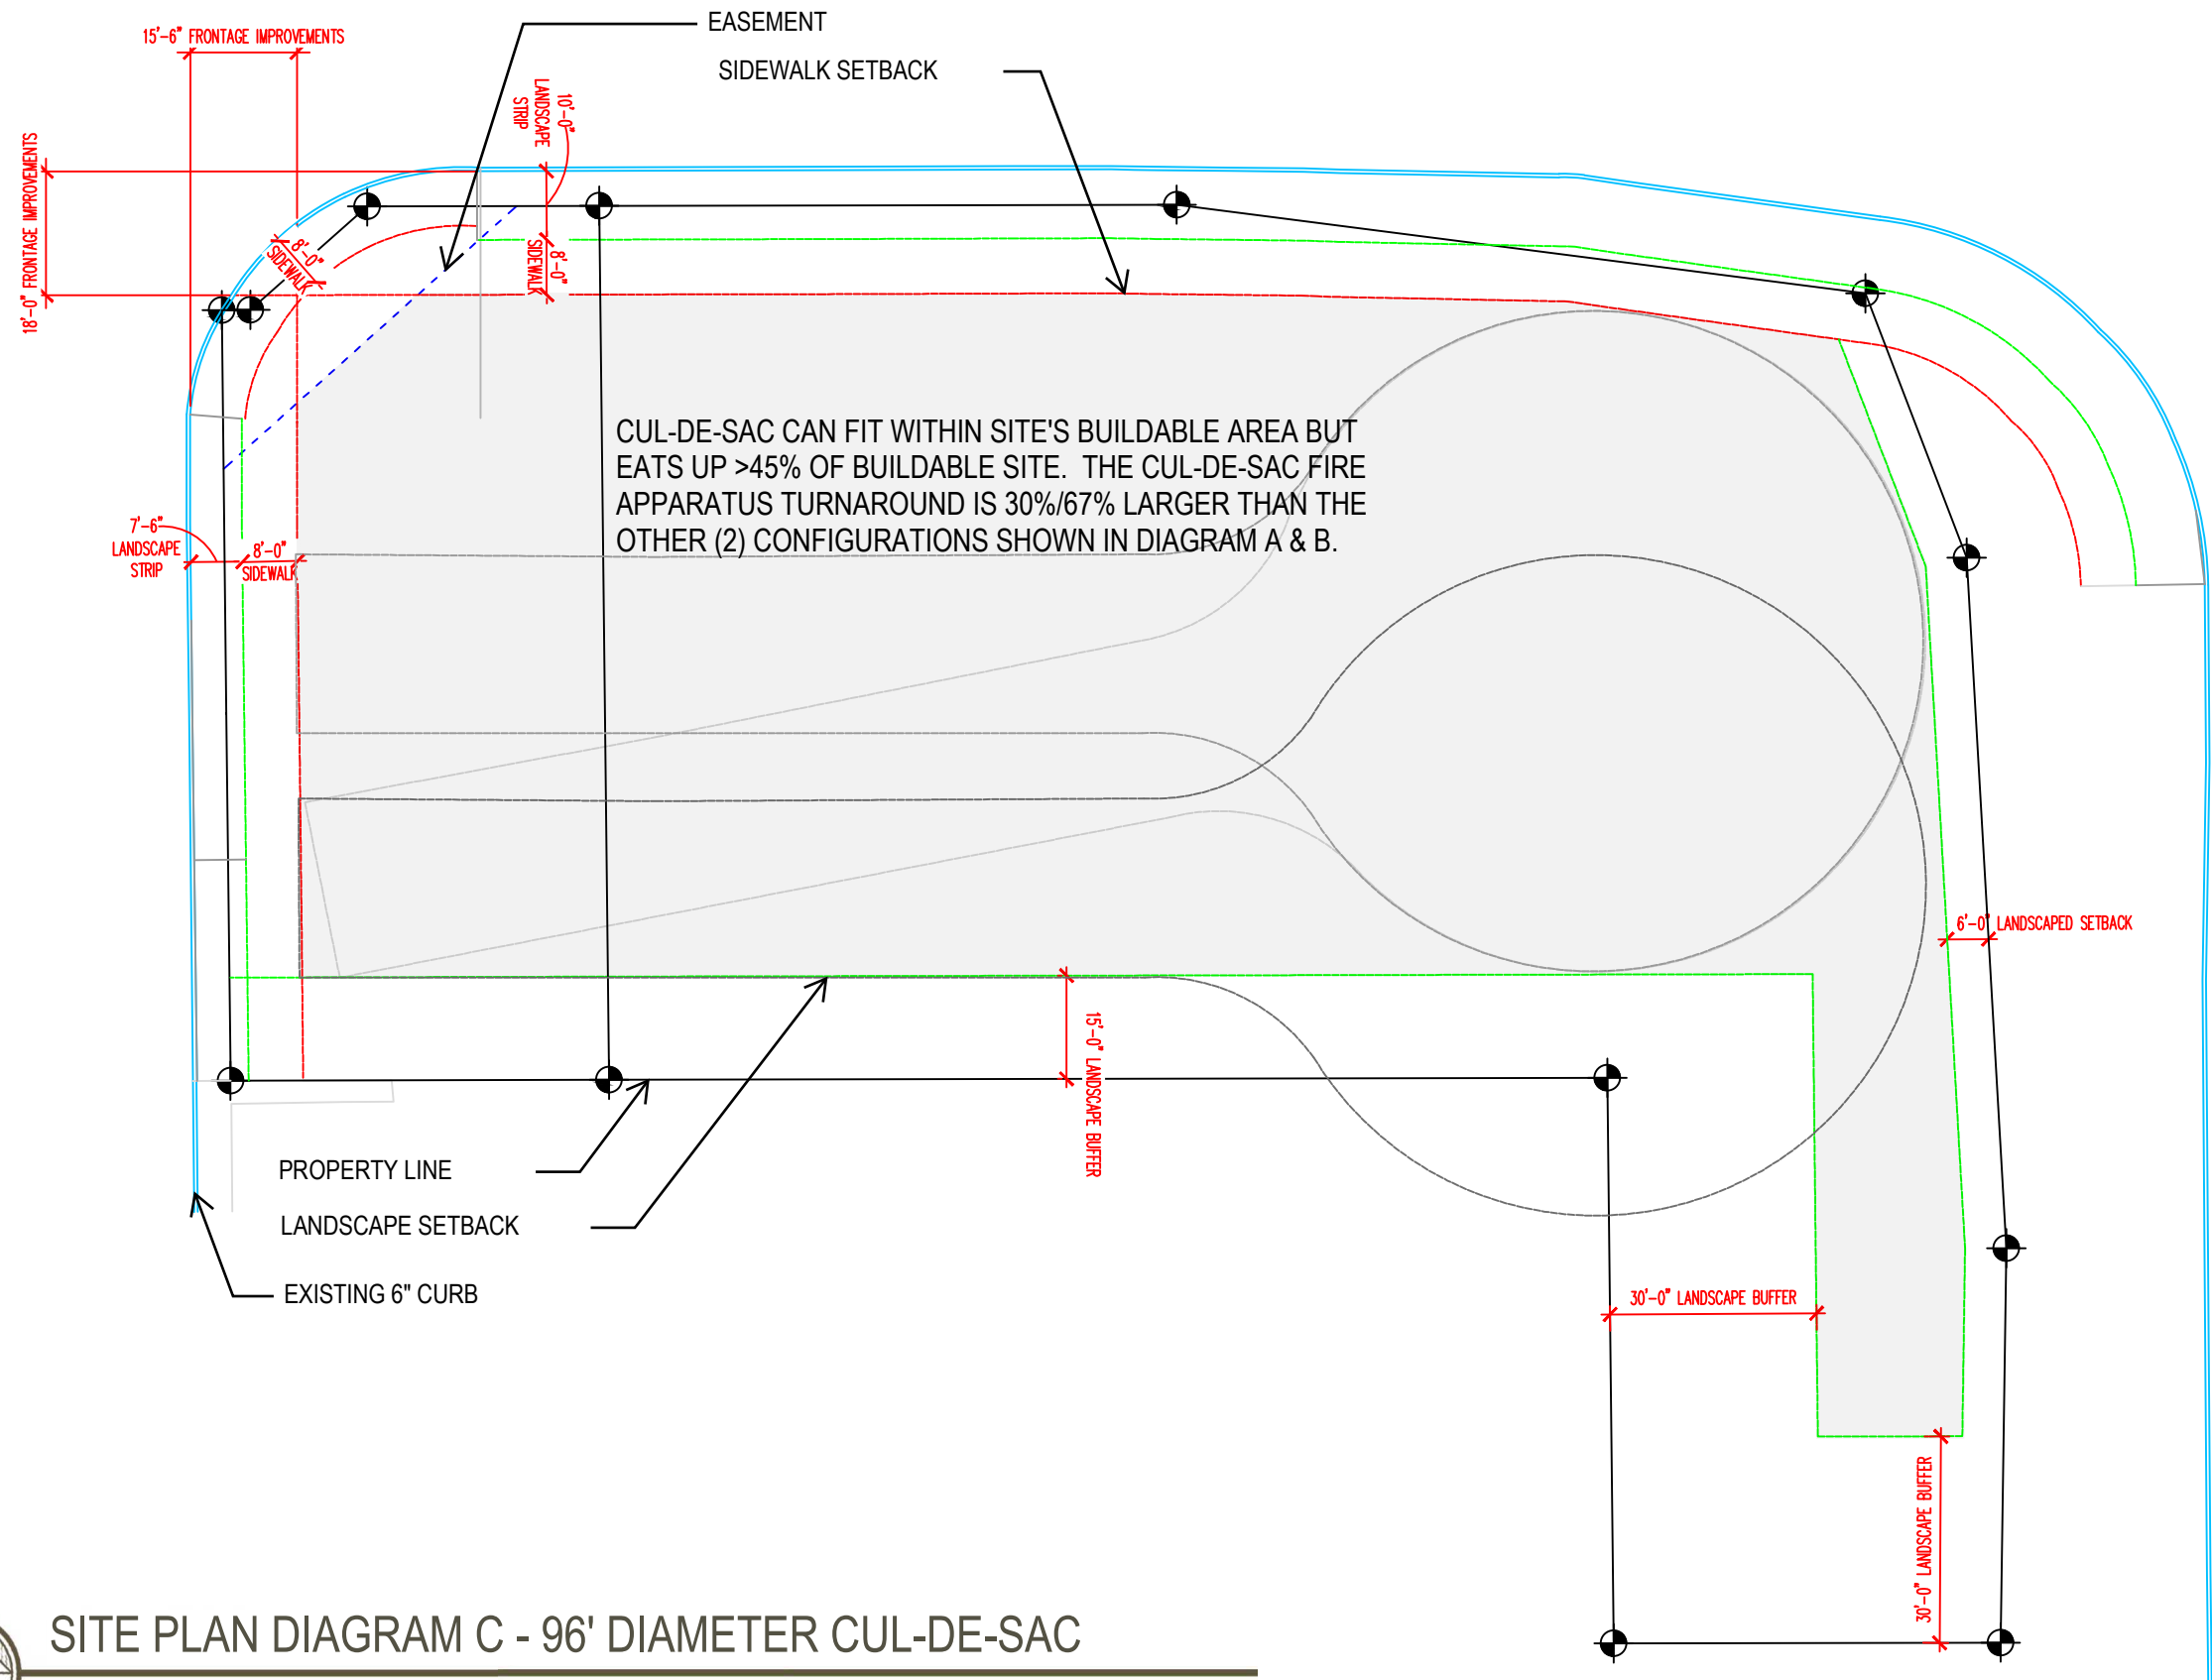 EASEMENT
15'-6" FRONTAGE IMPROVEMENTS
SIDEWALK SETBACK
10'-0"
LANDSCAPE
STRIP
18'-0" FRONTAGE IMPROVEMENTS
8'-0"
SIDEWALK
8'-0"
SIDEWALK
CUL-DE-SAC CAN FIT WITHIN SITE'S BUILDABLE AREA BUT
EATS UP >45% OF BUILDABLE SITE. THE CUL-DE-SAC FIRE
APPARATUS TURNAROUND IS 30%/67% LARGER THAN THE
OTHER (2) CONFIGURATIONS SHOWN IN DIAGRAM A & B.
7'-6"
LANDSCAPE
STRIP
8'-0"
SIDEWALK
6'-0" LANDSCAPED SETBACK
15'-0" LANDSCAPE BUFFER
PROPERTY LINE
LANDSCAPE SETBACK
EXISTING 6" CURB
30'-0" LANDSCAPE BUFFER
30'-0" LANDSCAPE BUFFER
SITE PLAN DIAGRAM C - 96' DIAMETER CUL-DE-SAC